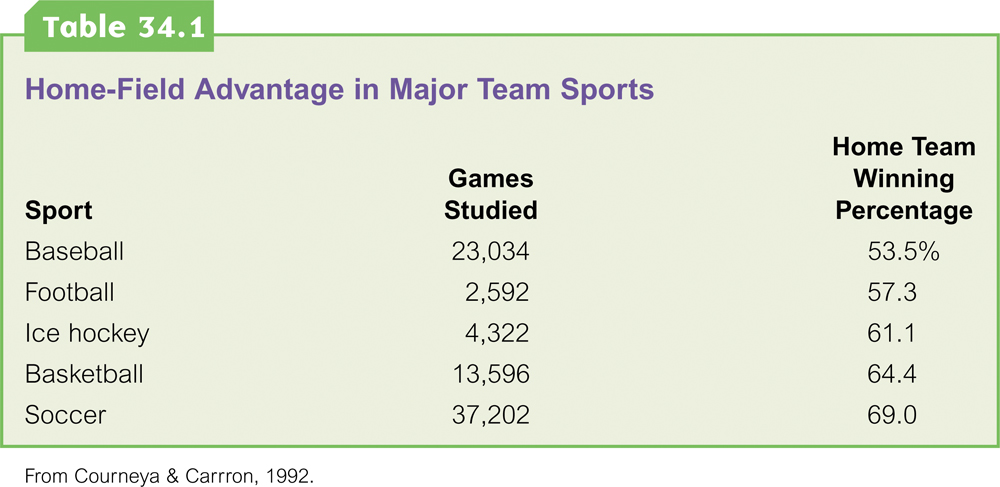 Table 34.1
Home-Field Advantage in Major Team Sports
Home Team
Games Winning
Sport Studied Percentage
Baseball 23,034 53.5%
Football 2,592 57.3
Ice hockey 4,322 61.1
Basketball 13,596 64.4
Soccer 37,202 69.0
From Courneya & Carrron, 1992.